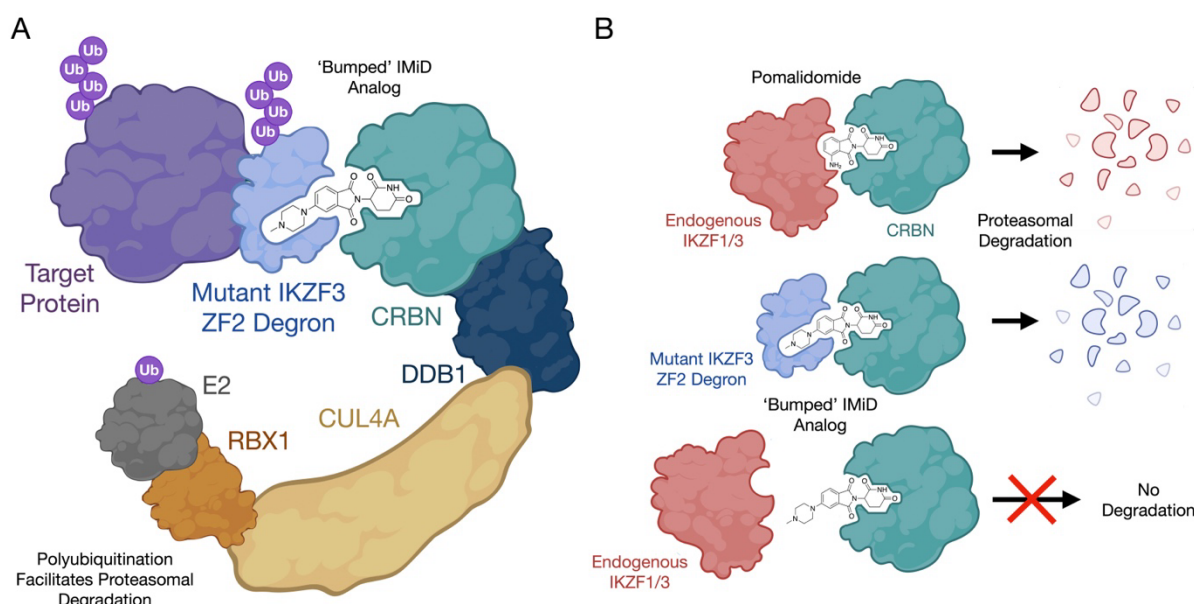 A
Ub
Ub
Ub
Ub
Ub
Ub
Ub
Ub
'Bumped' IMiD
Analog
O
O
NH
N
O
O
N
N
Target
Protein
Mutant IKZF3
ZF2 Degron
CRBN
DDB1
Ub
E2
CUL4A
RBX1
Polyubiquitination
Facilitates Proteasomal
Degradation
B
Pomalidomide
O
O
NH
N
O
O
NH₂
Endogenous
IKZF1/3
CRBN
Proteasomal
Degradation
O
O
NH
N
O
O
N
N
Mutant IKZF3
ZF2 Degron
'Bumped' IMiD
Analog
O
O
NH
N
O
O
N
N
No
Degradation
Endogenous
IKZF1/3